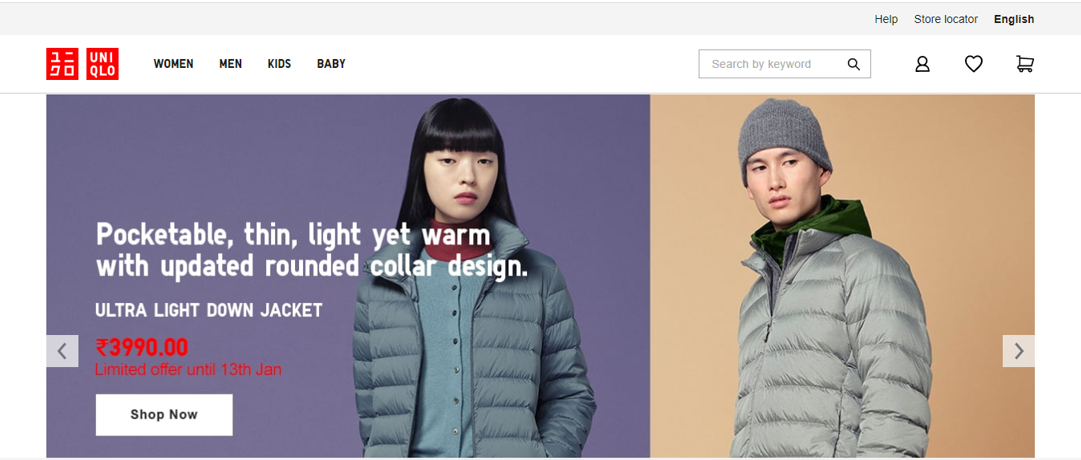 Help Store locator English
ユニ UNI
クロ QLO
WOMEN MEN KIDS BABY
Search by keyword
Pocketable, thin, light yet warm
with updated rounded collar design.
ULTRA LIGHT DOWN JACKET
₹3990.00
Limited offer until 13th Jan
Shop Now